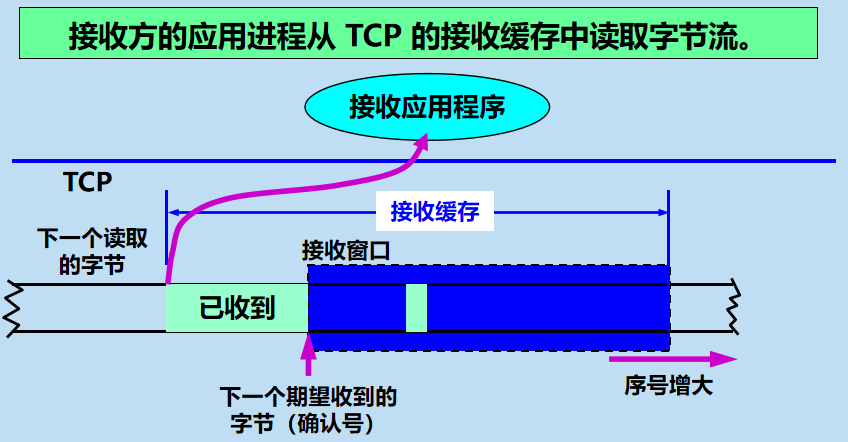 接收方的应用进程从 TCP 的接收缓存中读取字节流。
接收应用程序
TCP
接收缓存
下一个读取
的字节
接收窗口
已收到
下一个期望收到的
字节（确认号）
序号增大